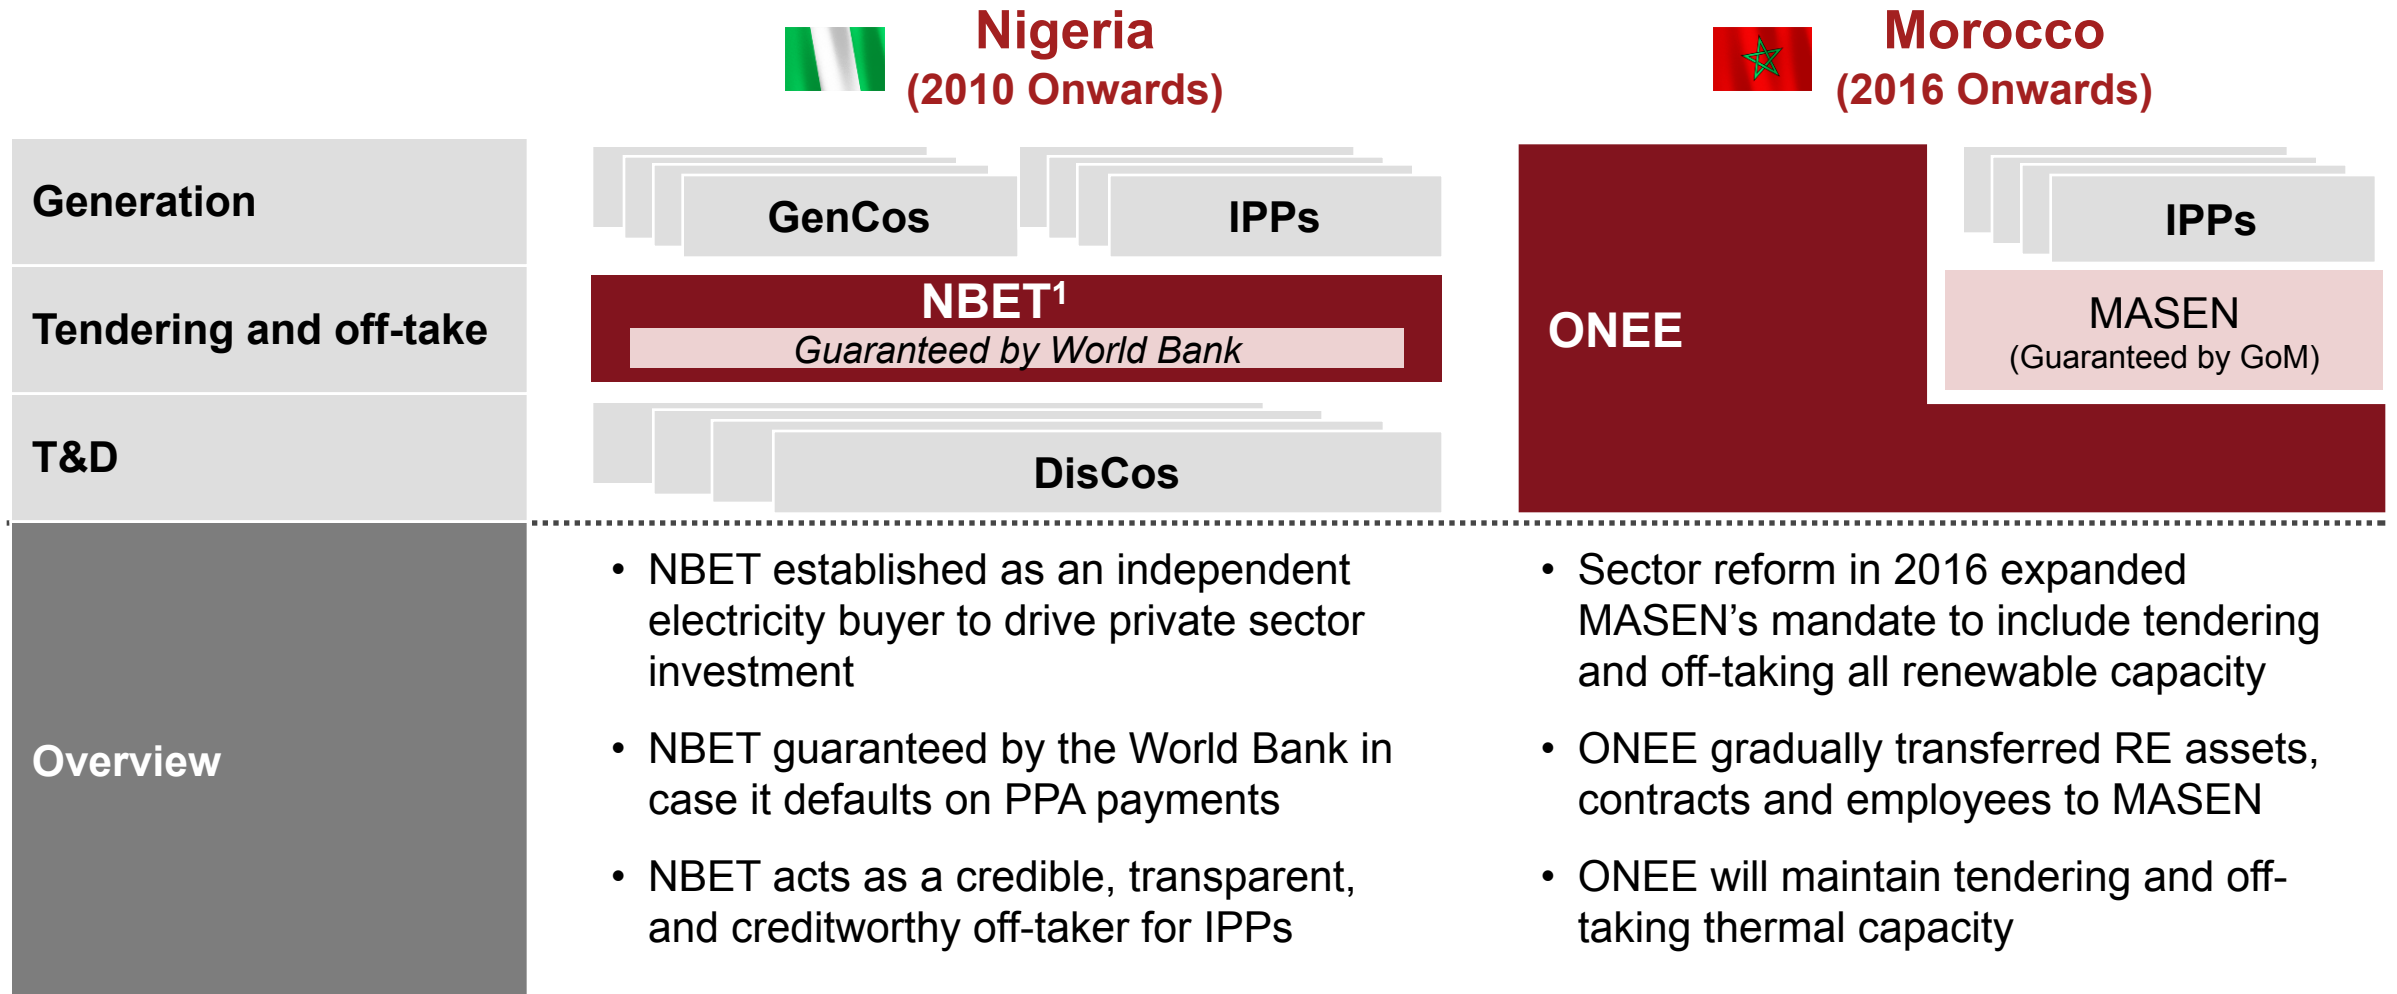 Nigeria
(2010 Onwards)
Morocco
(2016 Onwards)
Generation
GenCos
IPPs
IPPs
Tendering and off-take
NBET¹
Guaranteed by World Bank
ONEE
MASEN
(Guaranteed by GoM)
T&D
DisCos
Overview
• NBET established as an independent
electricity buyer to drive private sector
investment
• NBET guaranteed by the World Bank in
case it defaults on PPA payments
• NBET acts as a credible, transparent,
and creditworthy off-taker for IPPs
• Sector reform in 2016 expanded
MASEN’s mandate to include tendering
and off-taking all renewable capacity
• ONEE gradually transferred RE assets,
contracts and employees to MASEN
• ONEE will maintain tendering and off-
taking thermal capacity